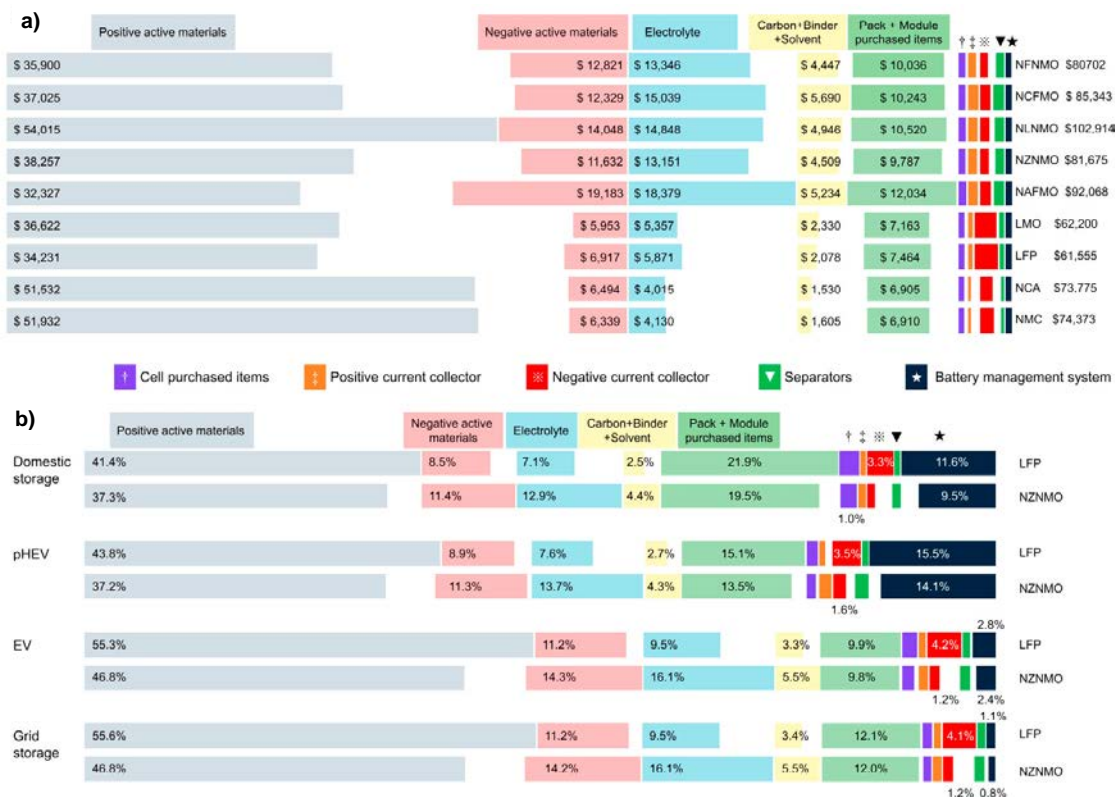 a)
Positive active materials
Negative active materials
Electrolyte
Carbon+Binder
+Solvent
Pack + Module
purchased items
† ‡ ※ ▼ ★
$ 35,900 $ 12,821 $ 13,346 $ 4,447 $ 10,036 NFNMO $80702
$ 37,025 $ 12,329 $ 15,039 $ 5,690 $ 10,243 NCFMO $ 85,343
$ 54,015 $ 14,048 $ 14,848 $ 4,946 $ 10,520 NLNMO $102,914
$ 38,257 $ 11,632 $ 13,151 $ 4,509 $ 9,787 NZNMO $81,675
$ 32,327 $ 19,183 $ 18,379 $ 5,234 $ 12,034 NAFMO $92,068
$ 36,622 $ 5,953 $ 5,357 $ 2,330 $ 7,163 LMO $62,200
$ 34,231 $ 6,917 $ 5,871 $ 2,078 $ 7,464 LFP $61,555
$ 51,532 $ 6,494 $ 4,015 $ 1,530 $ 6,905 NCA $73,775
$ 51,932 $ 6,339 $ 4,130 $ 1,605 $ 6,910 NMC $74,373
† Cell purchased items ‡ Positive current collector ※ Negative current collector ▼ Separators ★ Battery management system
b)
Positive active materials
Negative active
materials
Electrolyte
Carbon+Binder
+Solvent
Pack + Module
purchased items
† ‡ ※ ▼ ★
Domestic
storage
41.4% 8.5% 7.1% 2.5% 21.9% 3.3% 11.6% LFP
37.3% 11.4% 12.9% 4.4% 19.5% 9.5% NZNMO
1.0%
pHEV
43.8% 8.9% 7.6% 2.7% 15.1% 3.5% 15.5% LFP
37.2% 11.3% 13.7% 4.3% 13.5% 14.1% NZNMO
1.6%
2.8%
EV
55.3% 11.2% 9.5% 3.3% 9.9% 4.2% LFP
46.8% 14.3% 16.1% 5.5% 9.8% NZNMO
1.2% 2.4%
1.1%
Grid
storage
55.6% 11.2% 9.5% 3.4% 12.1% 4.1% LFP
46.8% 14.2% 16.1% 5.5% 12.0% NZNMO
1.2% 0.8%